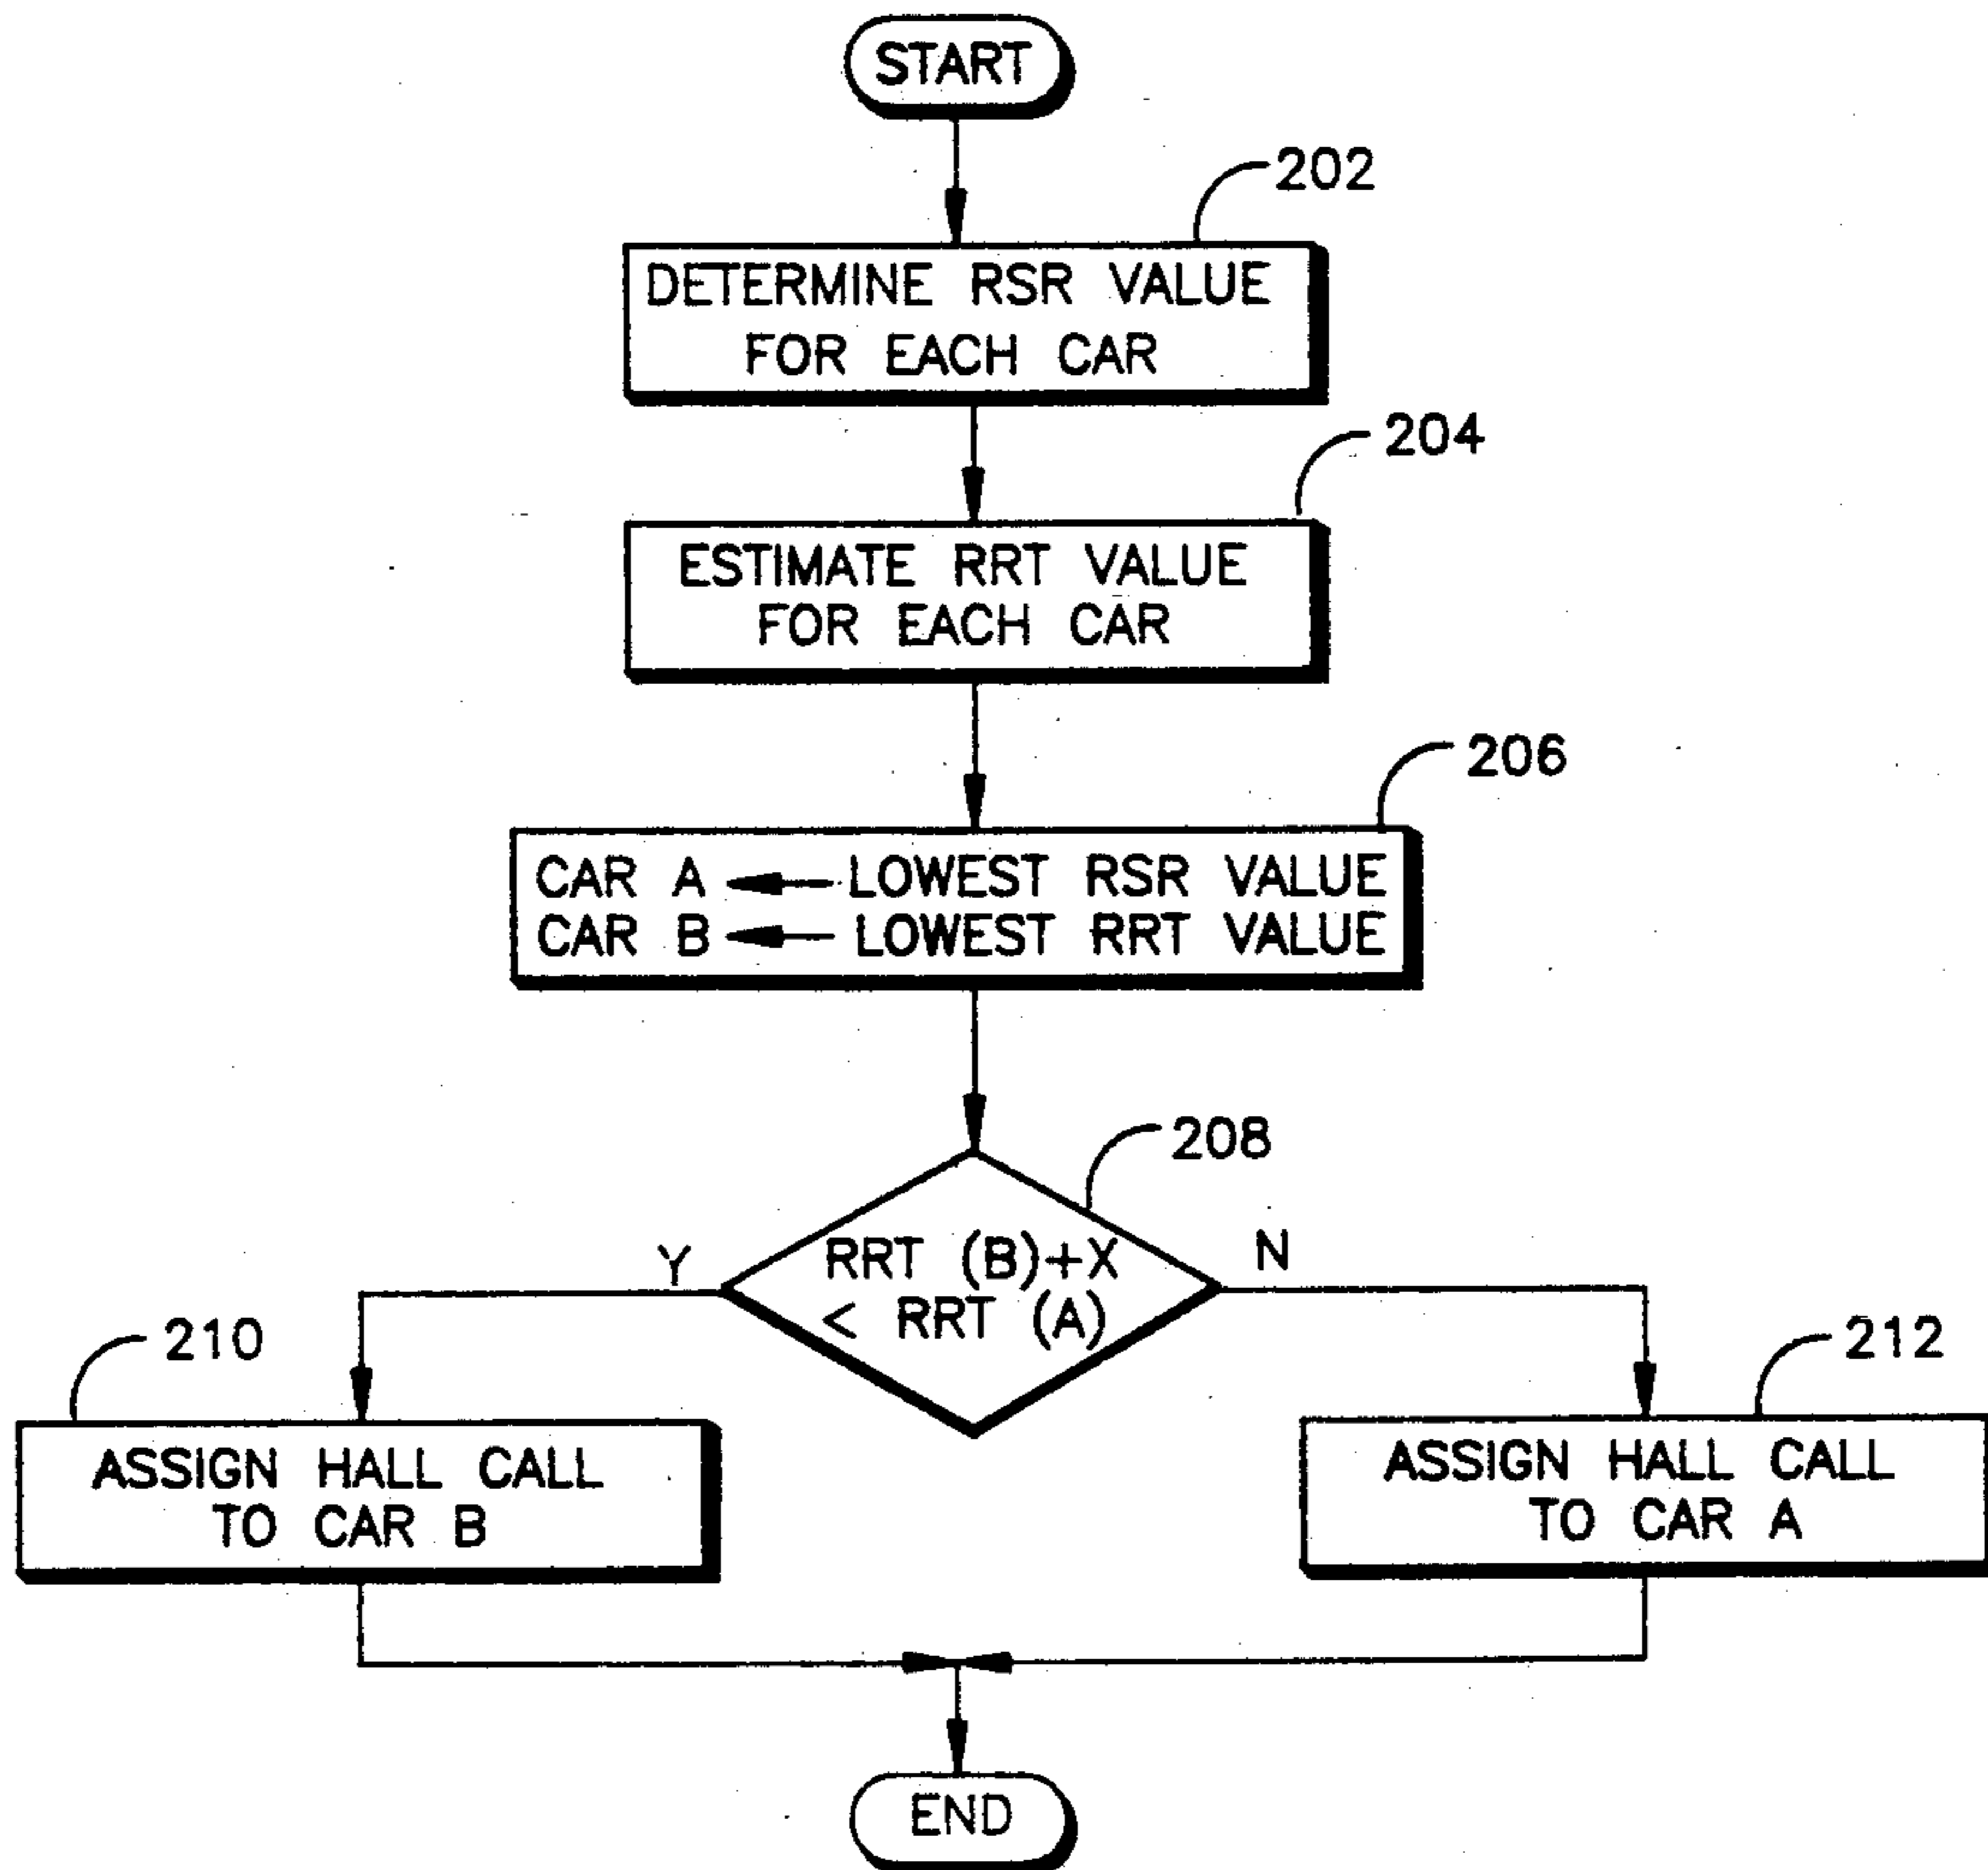 START
202
DETERMINE RSR VALUE
FOR EACH CAR
204
ESTIMATE RRT VALUE
FOR EACH CAR
206
CAR A ← LOWEST RSR VALUE
CAR B ← LOWEST RRT VALUE
208
RRT (B)+X
< RRT (A)
Y
N
210
ASSIGN HALL CALL
TO CAR B
212
ASSIGN HALL CALL
TO CAR A
END